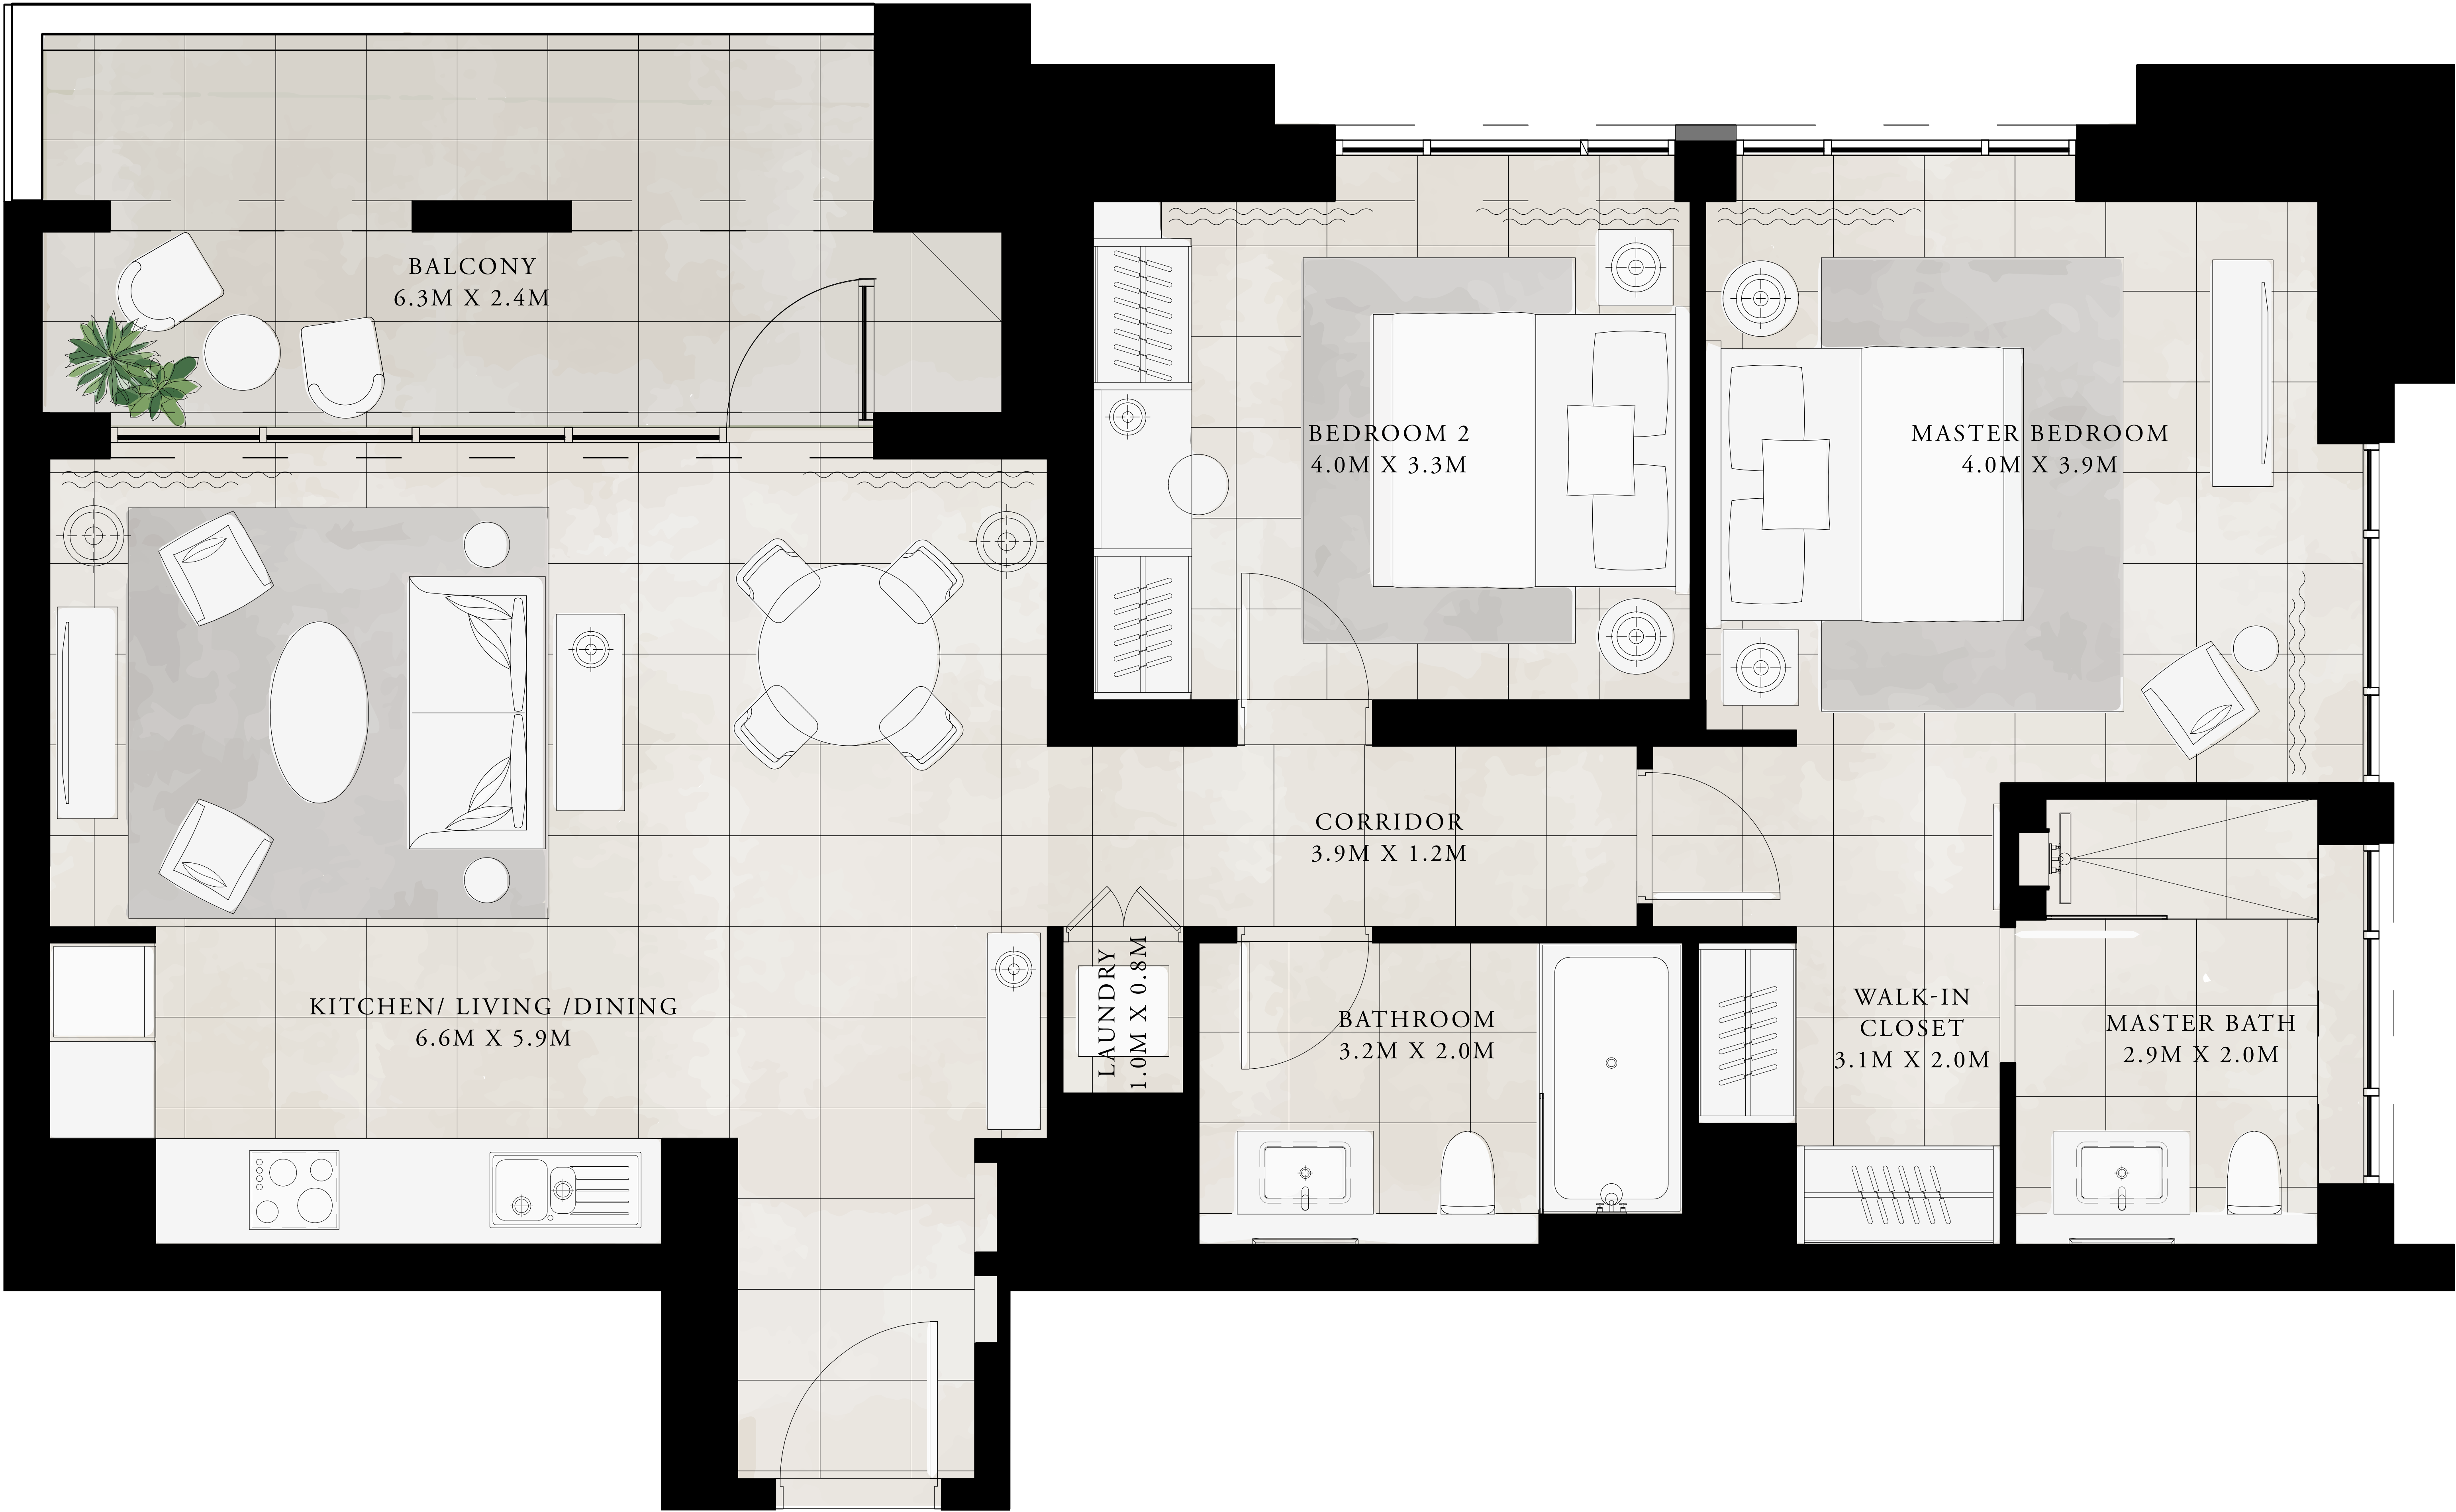 BALCONY
6.3M X 2.4M
BEDROOM 2
4.0M X 3.3M
MASTER BEDROOM
4.0M X 3.9M
CORRIDOR
3.9M X 1.2M
KITCHEN/ LIVING /DINING
6.6M X 5.9M
LAUNDRY
1.0M X 0.8M
BATHROOM
3.2M X 2.0M
WALK-IN
CLOSET
3.1M X 2.0M
MASTER BATH
2.9M X 2.0M